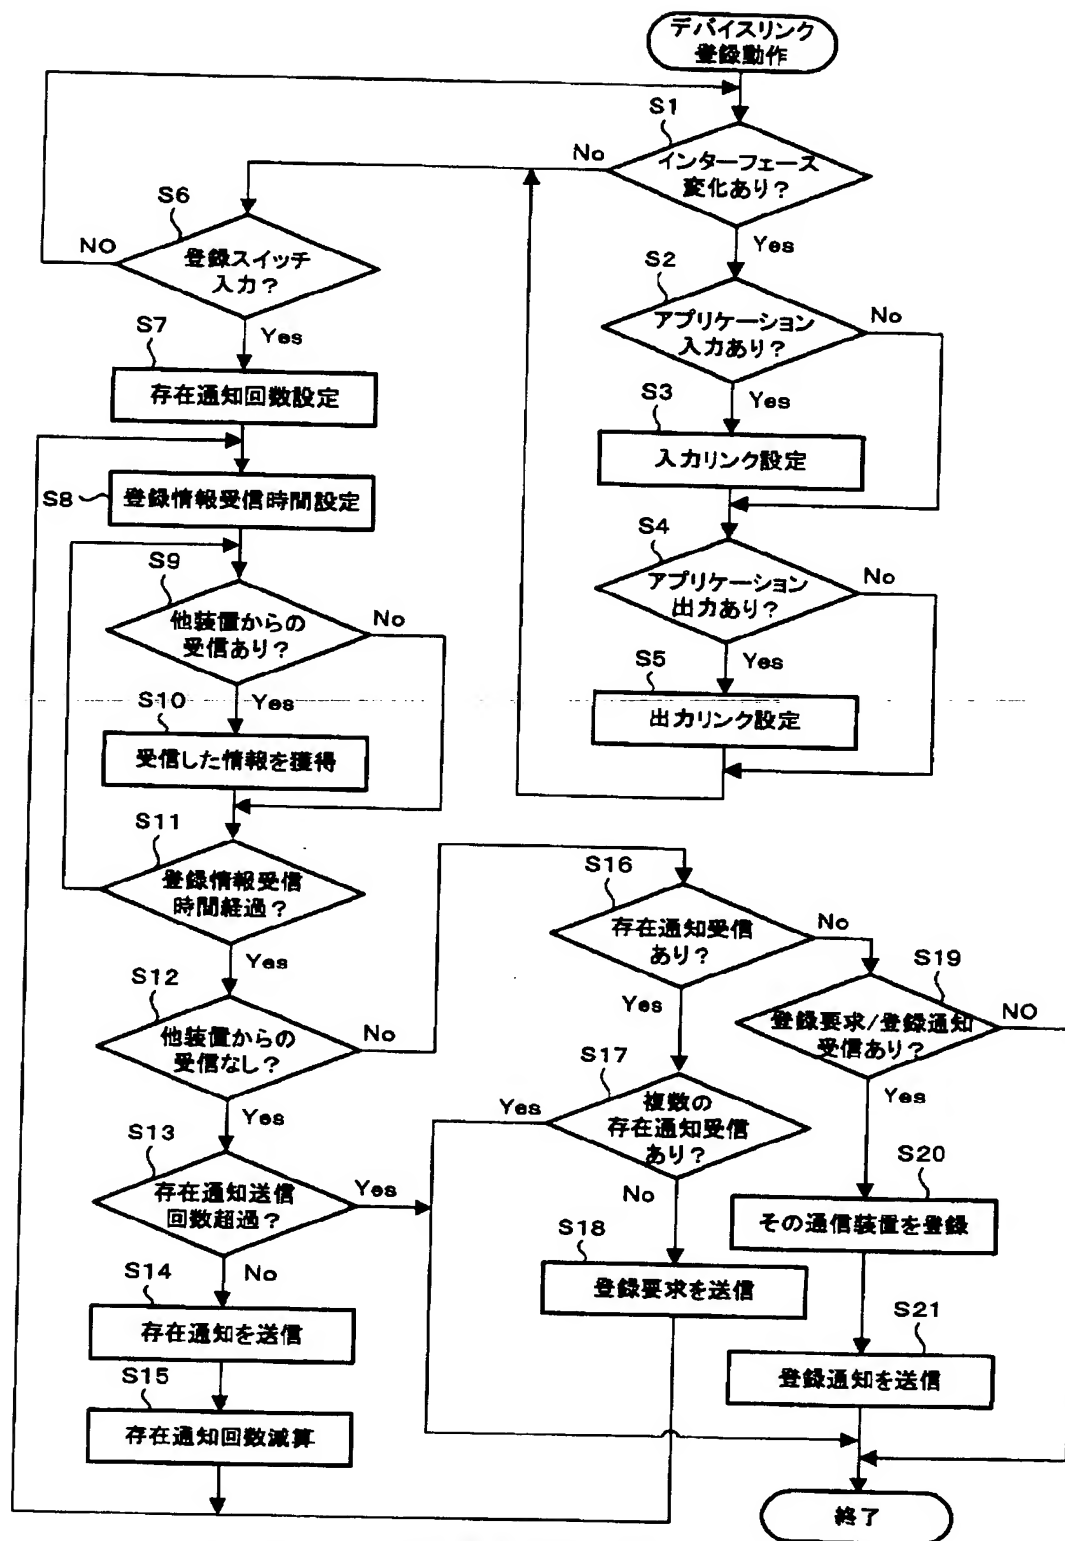 デバイスリンク
登録動作
S1
インターフェース
変化あり?
No
Yes
S2
アプリケーション
入力あり?
No
Yes
S3
入力リンク設定
S4
アプリケーション
出力あり?
No
Yes
S5
出力リンク設定
S6
登録スイッチ
入力?
NO
Yes
S7
存在通知回数設定
S8
登録情報受信時間設定
S9
他装置からの
受信あり?
No
Yes
S10
受信した情報を獲得
S11
登録情報受信
時間経過?
Yes
S12
他装置からの
受信なし?
No
Yes
S13
存在通知送信
回数超過?
Yes
No
S14
存在通知を送信
S15
存在通知回数減算
S16
存在通知受信
あり?
No
Yes
S17
複数の
存在通知受信
あり?
Yes
No
S18
登録要求を送信
S19
登録要求/登録通知
受信あり?
NO
Yes
S20
その通信装置を登録
S21
登録通知を送信
終了